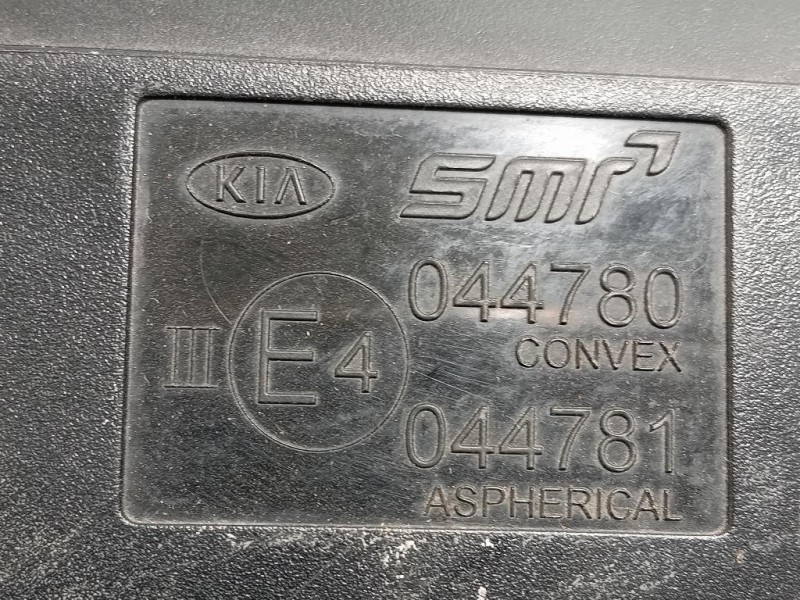 KIA smr
044780
CONVEX
III E4
044781
ASPHERICAL